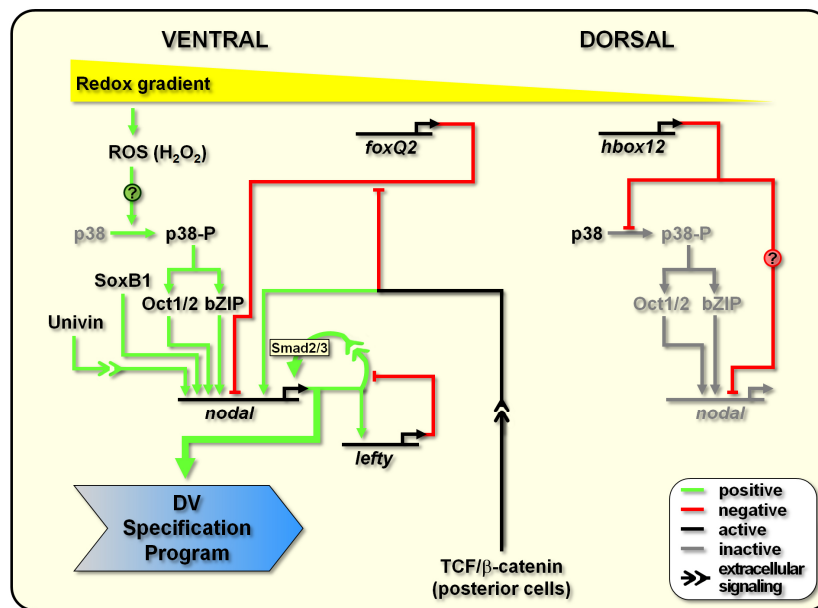 VENTRAL
DORSAL
Redox gradient
foxQ2
hbox12
ROS (H₂O₂)
?
p38
p38-P
p38
p38-P
?
SoxB1
Oct1/2 bZIP
Oct1/2 bZIP
Univin
Smad2/3
nodal
nodal
lefty
DV
Specification
Program
TCF/β-catenin
(posterior cells)
positive
negative
active
inactive
extracellular
signaling